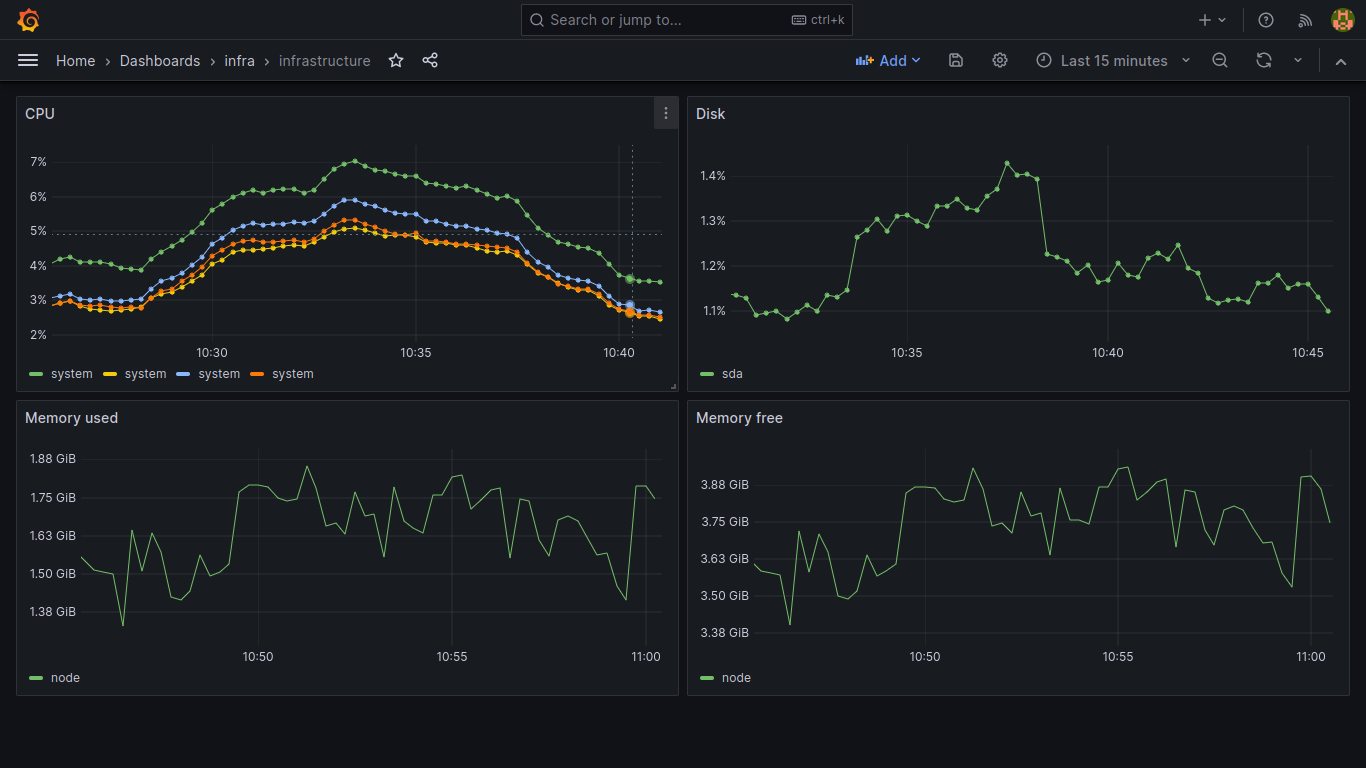 Search or jump to... ctrl+k
Home › Dashboards › infra › infrastructure Add Last 15 minutes
CPU
7%
6%
5%
4%
3%
2%
10:30 10:35 10:40
system system system system
Disk
1.4%
1.3%
1.2%
1.1%
10:35 10:40 10:45
sda
Memory used
1.88 GiB
1.75 GiB
1.63 GiB
1.50 GiB
1.38 GiB
10:50 10:55 11:00
node
Memory free
3.88 GiB
3.75 GiB
3.63 GiB
3.50 GiB
3.38 GiB
10:50 10:55 11:00
node